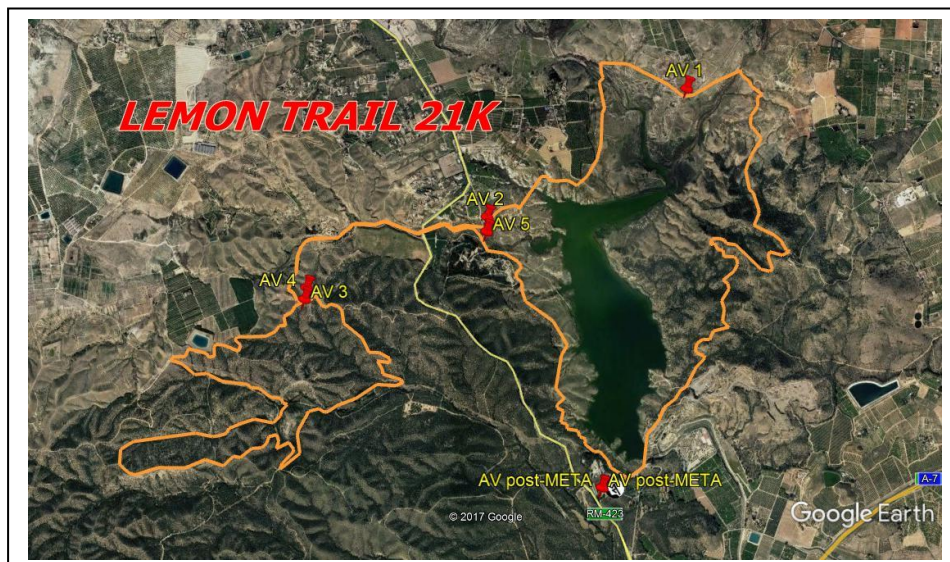 AV 1
LEMON TRAIL 21K
AV 2
AV 5
AV 4
AV 3
AV post-META AV post-META
A-7
© 2017 Google
RM-423
Google Earth